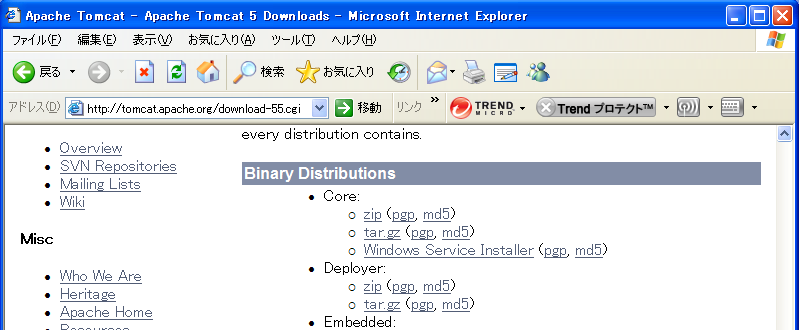 Apache Tomcat - Apache Tomcat 5 Downloads - Microsoft Internet Explorer
ファイル(F) 編集(E) 表示(V) お気に入り(A) ツール(T) ヘルプ(H)
戻る 検索 お気に入り
アドレス(D) http://tomcat.apache.org/download-55.cgi 移動 リンク » TREND MICRO Trend プロテクト™
every distribution contains.
Overview
SVN Repositories
Mailing Lists
Wiki
Misc
Who We Are
Heritage
Apache Home
Resources
Binary Distributions
Core:
zip (pgp, md5)
tar.gz (pgp, md5)
Windows Service Installer (pgp, md5)
Deployer:
zip (pgp, md5)
tar.gz (pgp, md5)
Embedded: